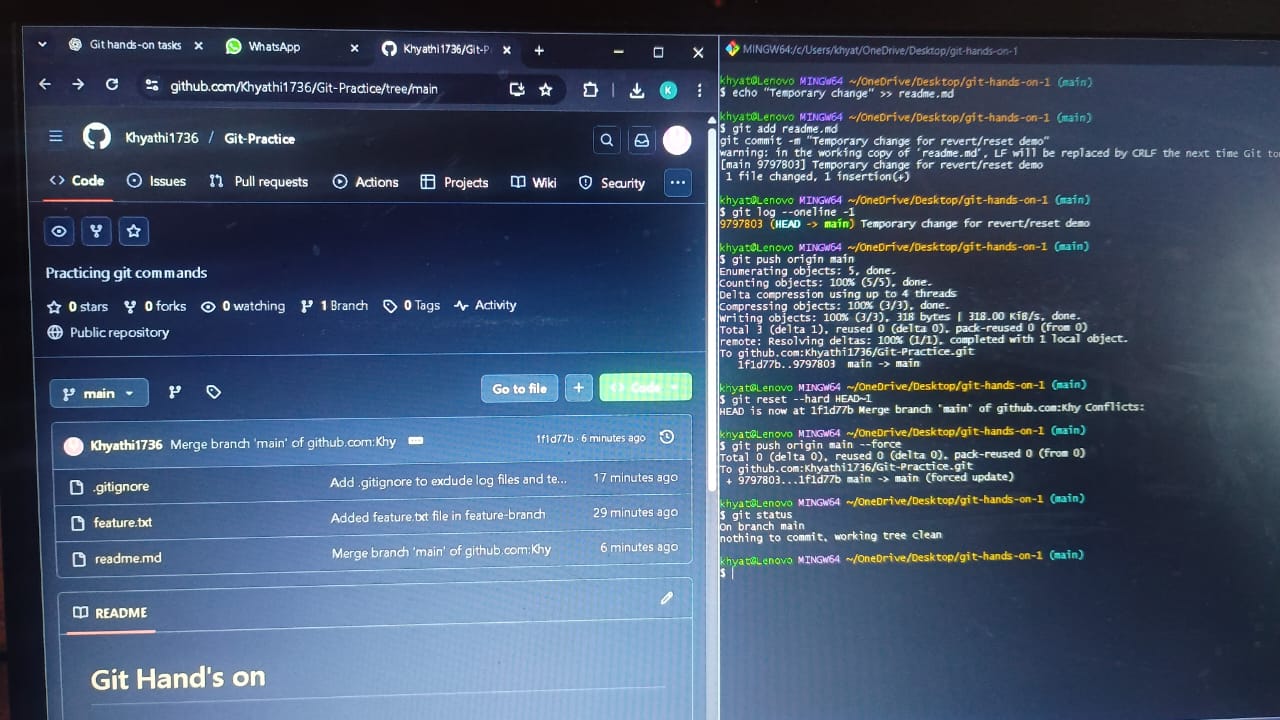 Git hands-on tasks
WhatsApp
Khyathi1736/Git-P
github.com/Khyathi1736/Git-Practice/tree/main
K
Khyathi1736 / Git-Practice
Code
Issues
Pull requests
Actions
Projects
Wiki
Security
Practicing git commands
0 stars
0 forks
0 watching
1 Branch
0 Tags
Activity
Public repository
main
Go to file
Code
Khyathi1736 Merge branch 'main' of github.com:Khy
1f1d77b · 6 minutes ago
.gitignore Add .gitignore to exclude log files and te... 17 minutes ago
feature.txt Added feature.txt file in feature-branch 29 minutes ago
readme.md Merge branch 'main' of github.com:Khy 6 minutes ago
README
Git Hand's on
MINGW64:/c/Users/khyat/OneDrive/Desktop/git-hands-on-1
khyat@Lenovo MINGW64 ~/OneDrive/Desktop/git-hands-on-1 (main)
$ echo "Temporary change" >> readme.md
khyat@Lenovo MINGW64 ~/OneDrive/Desktop/git-hands-on-1 (main)
$ git add readme.md
git commit -m "Temporary change for revert/reset demo"
warning: in the working copy of 'readme.md', LF will be replaced by CRLF the next time Git to
[main 9797803] Temporary change for revert/reset demo
1 file changed, 1 insertion(+)
khyat@Lenovo MINGW64 ~/OneDrive/Desktop/git-hands-on-1 (main)
$ git log --oneline -1
9797803 (HEAD -> main) Temporary change for revert/reset demo
khyat@Lenovo MINGW64 ~/OneDrive/Desktop/git-hands-on-1 (main)
$ git push origin main
Enumerating objects: 5, done.
Counting objects: 100% (5/5), done.
Delta compression using up to 4 threads
Compressing objects: 100% (3/3), done.
Writing objects: 100% (3/3), 318 bytes | 318.00 KiB/s, done.
Total 3 (delta 1), reused 0 (delta 0), pack-reused 0 (from 0)
remote: Resolving deltas: 100% (1/1), completed with 1 local object.
To github.com:Khyathi1736/Git-Practice.git
1f1d77b..9797803 main -> main
khyat@Lenovo MINGW64 ~/OneDrive/Desktop/git-hands-on-1 (main)
$ git reset --hard HEAD~1
HEAD is now at 1f1d77b Merge branch 'main' of github.com:Khy Conflicts:
khyat@Lenovo MINGW64 ~/OneDrive/Desktop/git-hands-on-1 (main)
$ git push origin main --force
Total 0 (delta 0), reused 0 (delta 0), pack-reused 0 (from 0)
To github.com:Khyathi1736/Git-Practice.git
+ 9797803...1f1d77b main -> main (forced update)
khyat@Lenovo MINGW64 ~/OneDrive/Desktop/git-hands-on-1 (main)
$ git status
On branch main
nothing to commit, working tree clean
khyat@Lenovo MINGW64 ~/OneDrive/Desktop/git-hands-on-1 (main)
$